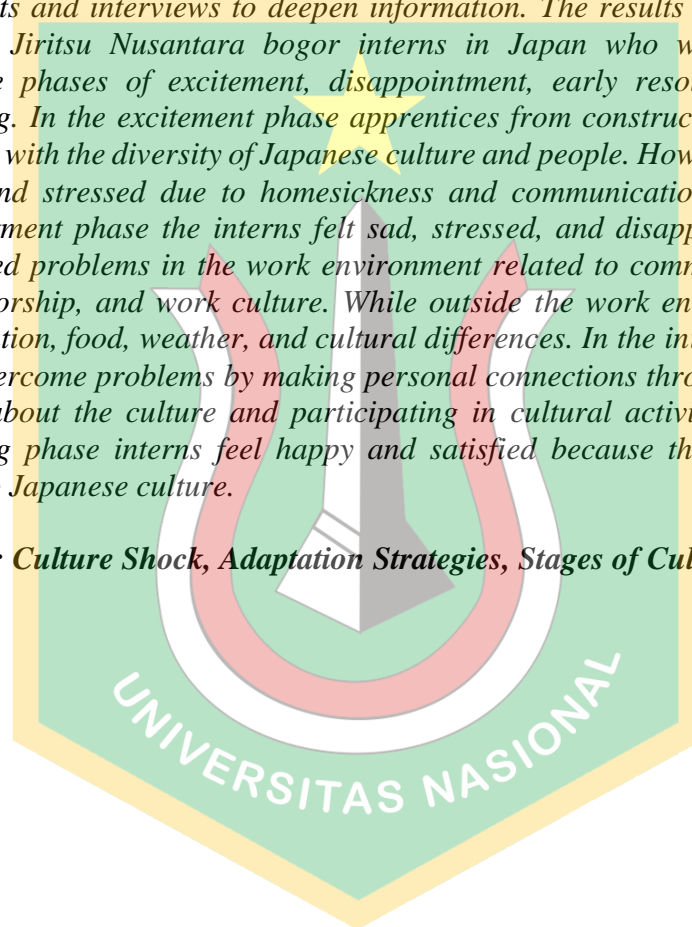 ts and interviews to deepen information. The results
Jiritsu Nusantara bogor interns in Japan who w
e phases of excitement, disappointment, early reso
g. In the excitement phase apprentices from construc
with the diversity of Japanese culture and people. How
nd stressed due to homesickness and communicatio
ment phase the interns felt sad, stressed, and disapp
ed problems in the work environment related to comm
orship, and work culture. While outside the work en
tion, food, weather, and cultural differences. In the in
vercome problems by making personal connections thro
about the culture and participating in cultural activi
g phase interns feel happy and satisfied because th
Japanese culture.
: Culture Shock, Adaptation Strategies, Stages of Cul
UNIVERSITAS NASIONAL